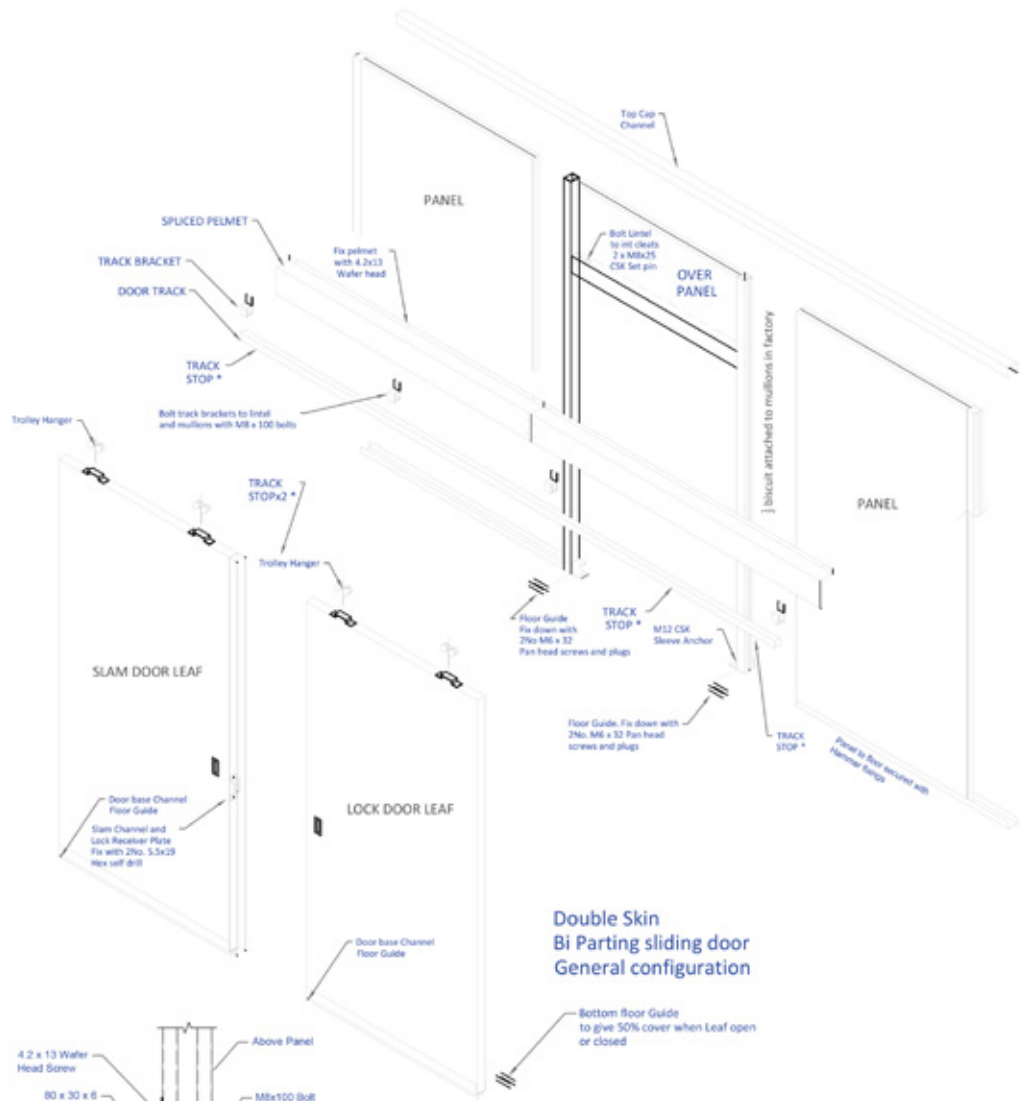 Top Cap
Channel
PANEL
SPLICED PELMET
Fix pelmet
with 4.2x13
Wafer head
Bolt Lintel
to int cleats
2 x M8x25
CSK Set pin
OVER
PANEL
TRACK BRACKET
DOOR TRACK
TRACK
STOP *
Bolt track brackets to lintel
and mullions with M8 x 100 bolts
} biscuit attached to mullions in factory
Trolley Hanger
TRACK
STOPx2 *
PANEL
Trolley Hanger
Floor Guide
Fix down with
2No M6 x 32
Pan head screws and plugs
TRACK
STOP *
M12 CSK
Sleeve Anchor
SLAM DOOR LEAF
Floor Guide. Fix down with
2No. M6 x 32 Pan head
screws and plugs
TRACK
STOP *
Panel to floor secured with
Hammer fixings
Door base Channel
Floor Guide
Slam Channel and
Lock Receiver Plate
Fix with 2No. 5.5x19
Hex self drill
LOCK DOOR LEAF
Door base Channel
Floor Guide
Double Skin
Bi Parting sliding door
General configuration
Bottom floor Guide
to give 50% cover when Leaf open
or closed
4.2 x 13 Wafer
Head Screw
Above Panel
80 x 30 x 6
M8x100 Bolt